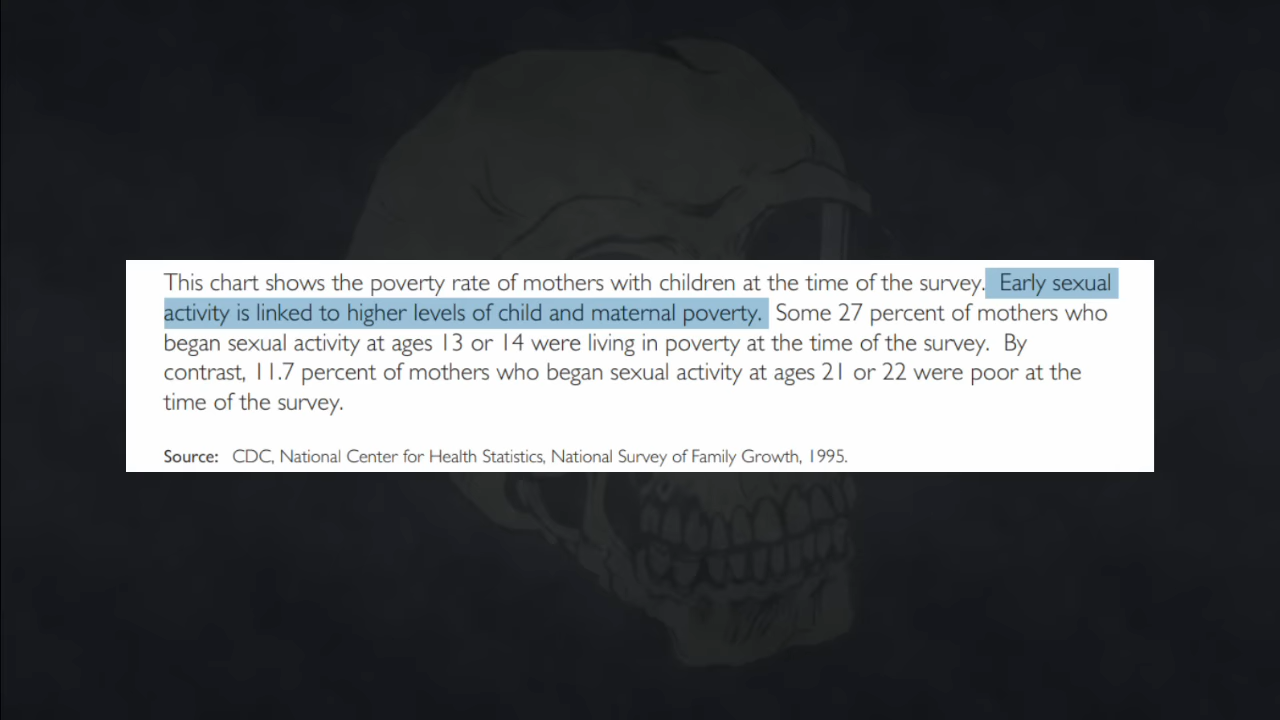 This chart shows the poverty rate of mothers with children at the time of the survey. Early sexual
activity is linked to higher levels of child and maternal poverty. Some 27 percent of mothers who
began sexual activity at ages 13 or 14 were living in poverty at the time of the survey. By
contrast, 11.7 percent of mothers who began sexual activity at ages 21 or 22 were poor at the
time of the survey.
Source: CDC, National Center for Health Statistics, National Survey of Family Growth, 1995.